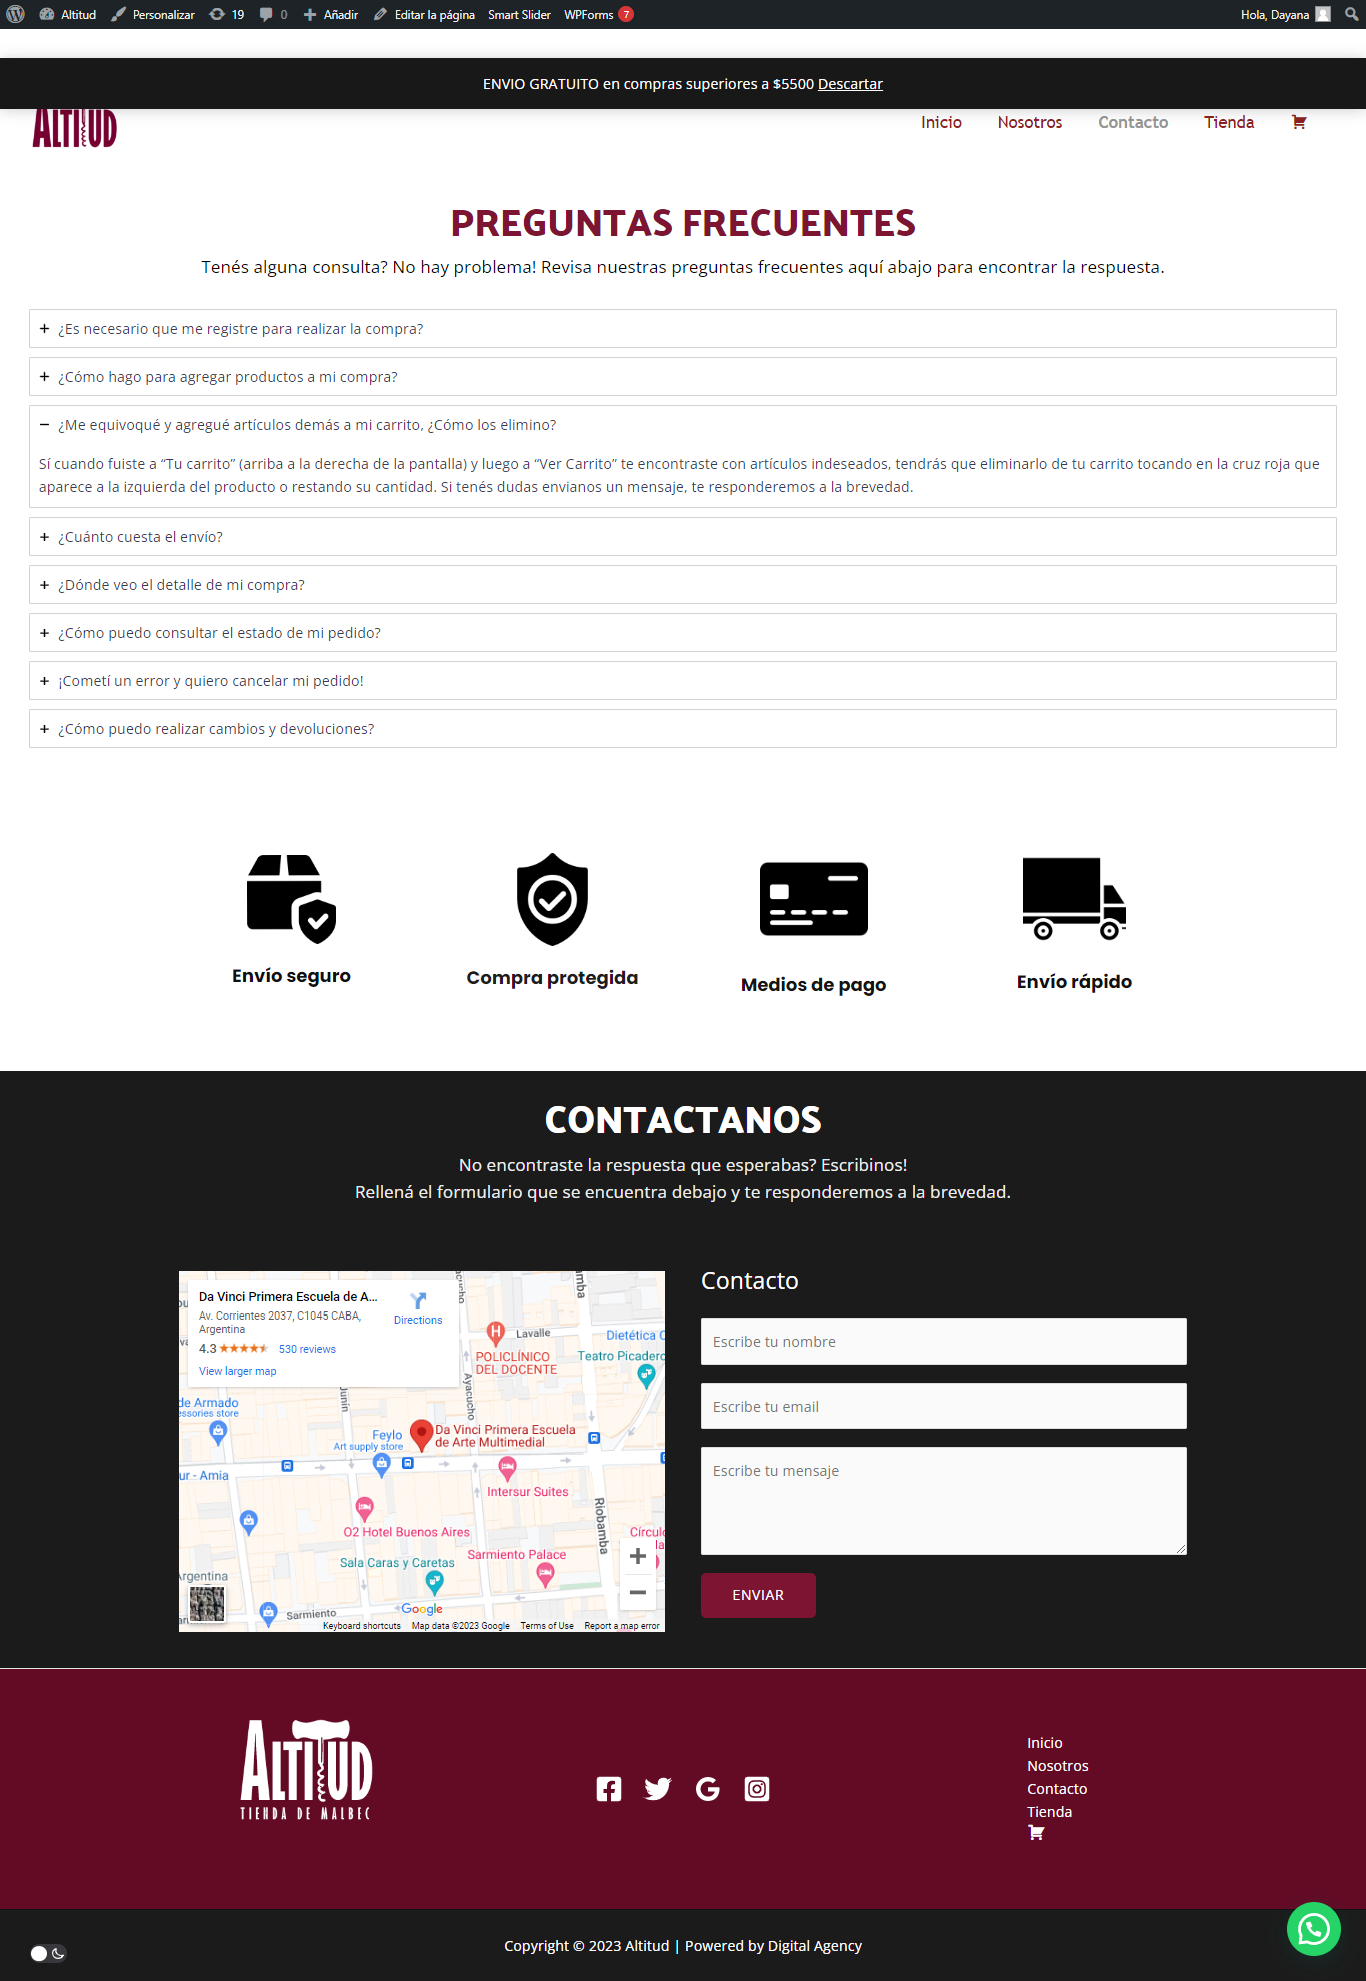 Altitud
Personalizar
19
0
Añadir
Editar la página
Smart Slider
WPForms 7
Hola, Dayana
ENVIO GRATUITO en compras superiores a $5500 Descartar
ALTITUD
Inicio
Nosotros
Contacto
Tienda
PREGUNTAS FRECUENTES
Tenés alguna consulta? No hay problema! Revisa nuestras preguntas frecuentes aquí abajo para encontrar la respuesta.
¿Es necesario que me registre para realizar la compra?
¿Cómo hago para agregar productos a mi compra?
¿Me equivoqué y agregué artículos demás a mi carrito, ¿Cómo los elimino?
Sí cuando fuiste a “Tu carrito” (arriba a la derecha de la pantalla) y luego a “Ver Carrito” te encontraste con artículos indeseados, tendrás que eliminarlo de tu carrito tocando en la cruz roja que
aparece a la izquierda del producto o restando su cantidad. Si tenés dudas envianos un mensaje, te responderemos a la brevedad.
¿Cuánto cuesta el envío?
¿Dónde veo el detalle de mi compra?
¿Cómo puedo consultar el estado de mi pedido?
¡Cometí un error y quiero cancelar mi pedido!
¿Cómo puedo realizar cambios y devoluciones?
Envío seguro
Compra protegida
Medios de pago
Envío rápido
CONTACTANOS
No encontraste la respuesta que esperabas? Escribinos!
Rellená el formulario que se encuentra debajo y te responderemos a la brevedad.
Da Vinci Primera Escuela de A...
Av. Corrientes 2037, C1045 CABA,
Argentina
4.3
530 reviews
View larger map
Directions
Lavalle
POLICLÍNICO
DEL DOCENTE
Dietética C
Teatro Picadero
Ayacucho
Junín
de Armado
essories store
Feylo
Art supply store
Da Vinci Primera Escuela
de Arte Multimedial
ur - Amia
Intersur Suites
Riobamba
O2 Hotel Buenos Aires
Círculo
Sala Caras y Caretas
Sarmiento Palace
Argentin
Sarmiento
Google
Keyboard shortcuts
Map data ©2023 Google
Terms of Use
Report a map error
Contacto
Escribe tu nombre
Escribe tu email
Escribe tu mensaje
ENVIAR
ALTITUD
TIENDA DE MALBEC
Inicio
Nosotros
Contacto
Tienda
Copyright © 2023 Altitud | Powered by Digital Agency